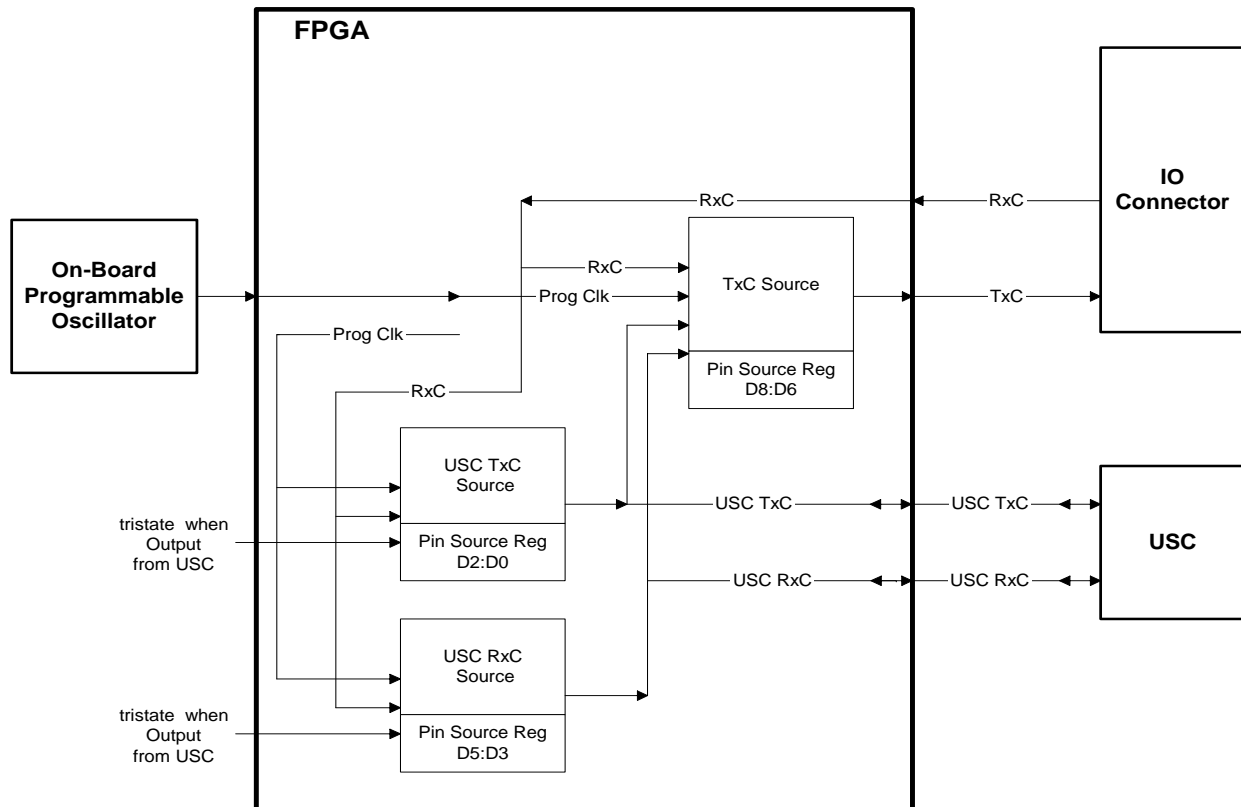 FPGA
IO
Connector
RxC
RxC
On-Board
Programmable
Oscillator
RxC
Prog Clk
TxC Source
TxC
Prog Clk
RxC
Pin Source Reg
D8:D6
USC TxC
Source
USC TxC
USC TxC
tristate when
Output
from USC
Pin Source Reg
D2:D0
USC
USC RxC
USC RxC
USC RxC
Source
tristate when
Output
from USC
Pin Source Reg
D5:D3